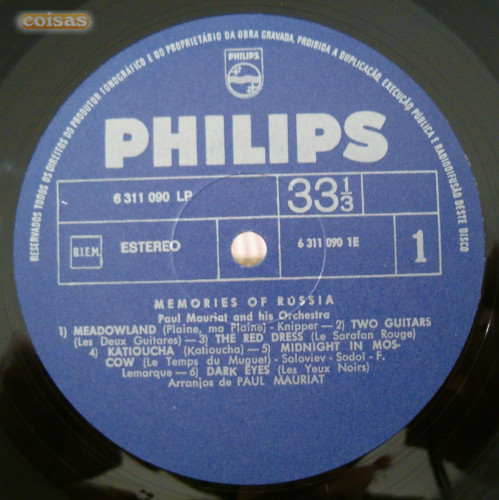 coisas
RESERVADOS TODOS OS DIREITOS DO PRODUTOR FONOGRÁFICO E DO PROPRIETÁRIO DA OBRA GRAVADA. PROIBIDA A DUPLICAÇÃO, EXECUÇÃO PÚBLICA E RADIODIFUSÃO DESTE DISCO
PHILIPS
PHILIPS
6 311 090 LP
33 1/3
B.I.E.M.
ESTEREO
6 311 090 1E
1
MEMORIES OF RUSSIA
Paul Mauriat and his Orchestra
1) MEADOWLAND (Plaine, ma Plaine) - Knipper — 2) TWO GUITARS
(Les Deux Guitares) — 3) THE RED DRESS (Le Sarafan Rouge)
4) KATIOUCHA (Katioucha) — 5) MIDNIGHT IN MOS-
COW (Le Temps du Muguet) - Soloviev - Sodol - F.
Lemarque — 6) DARK EYES (Les Yeux Noirs)
Arranjos de PAUL MAURIAT